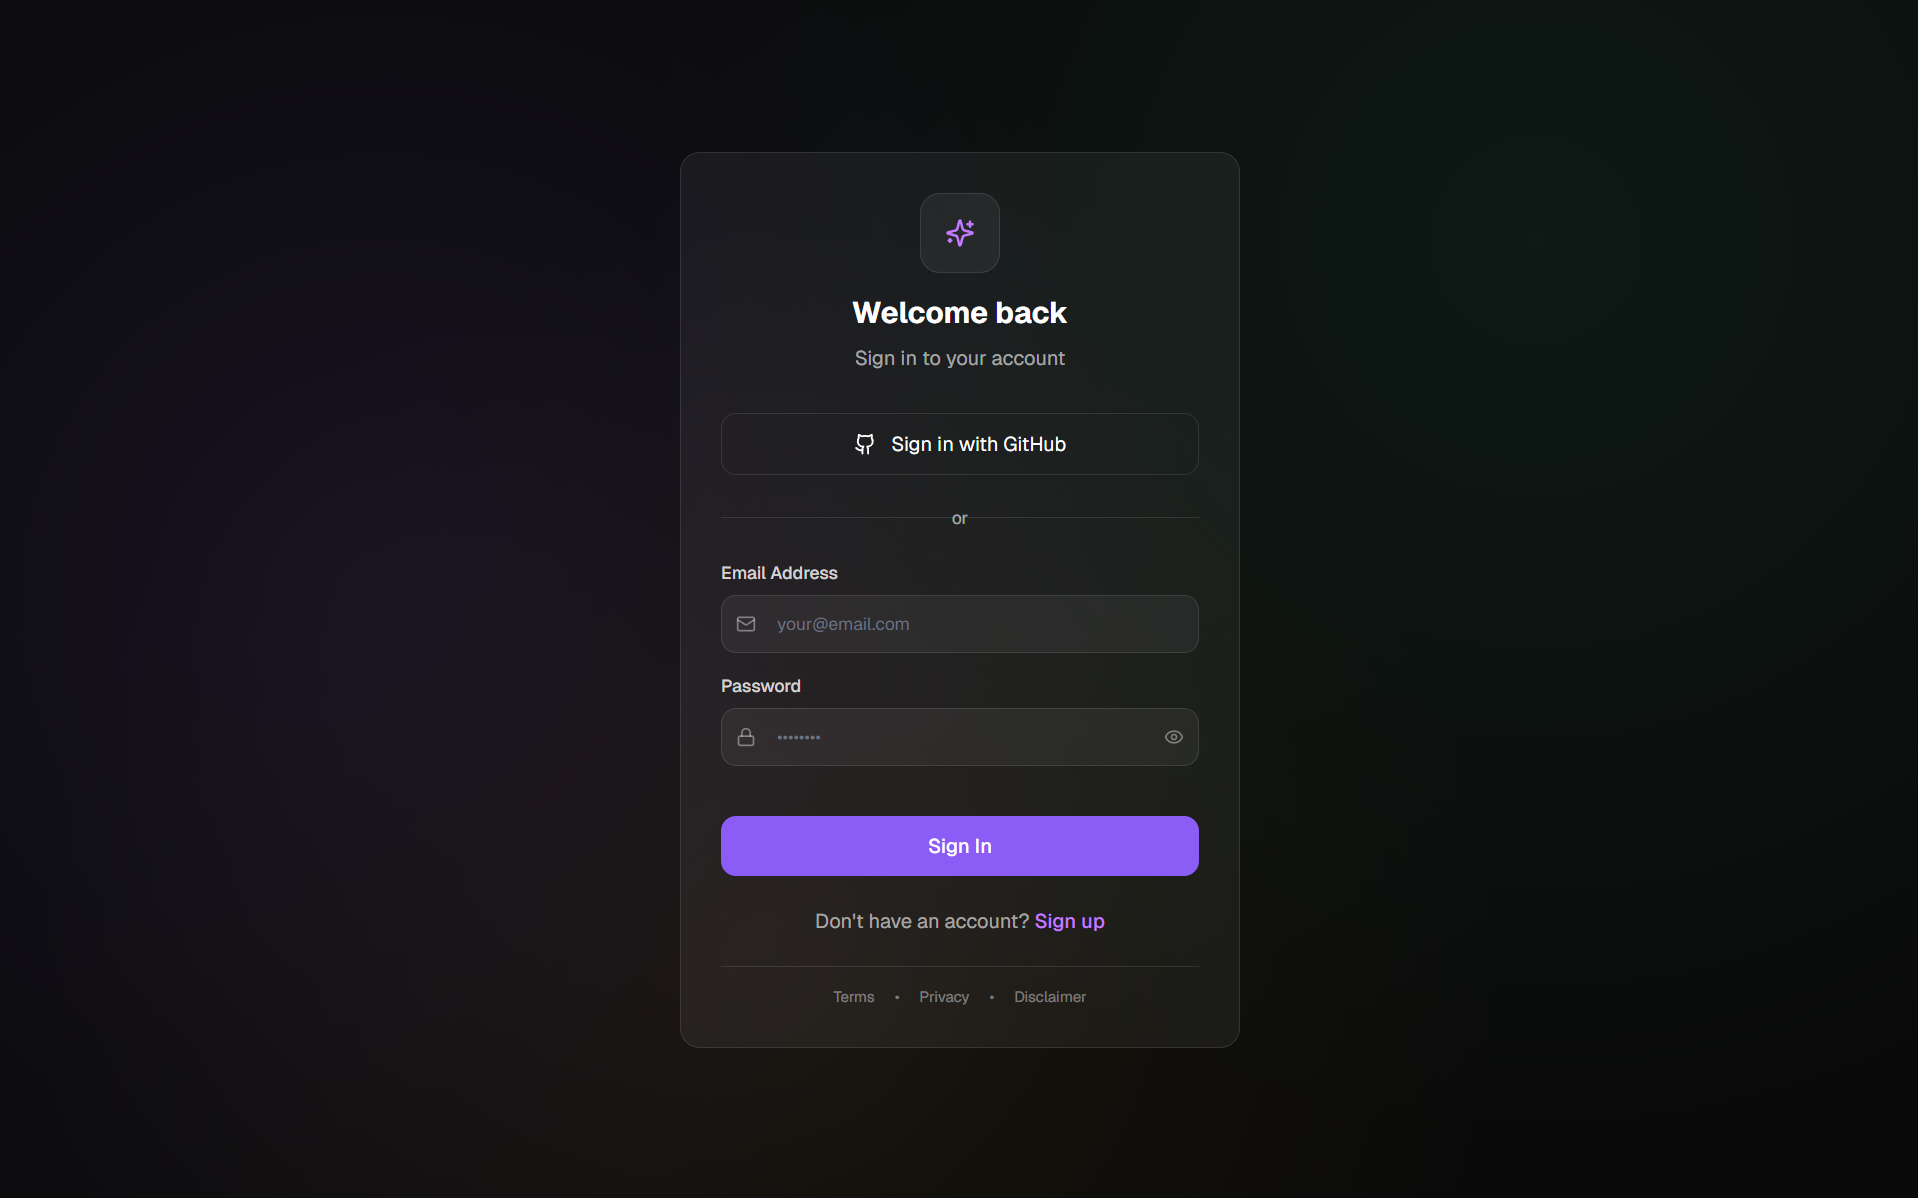 Welcome back
Sign in to your account
Sign in with GitHub
or
Email Address
your@email.com
Password
••••••••
Sign In
Don't have an account? Sign up
Terms • Privacy • Disclaimer